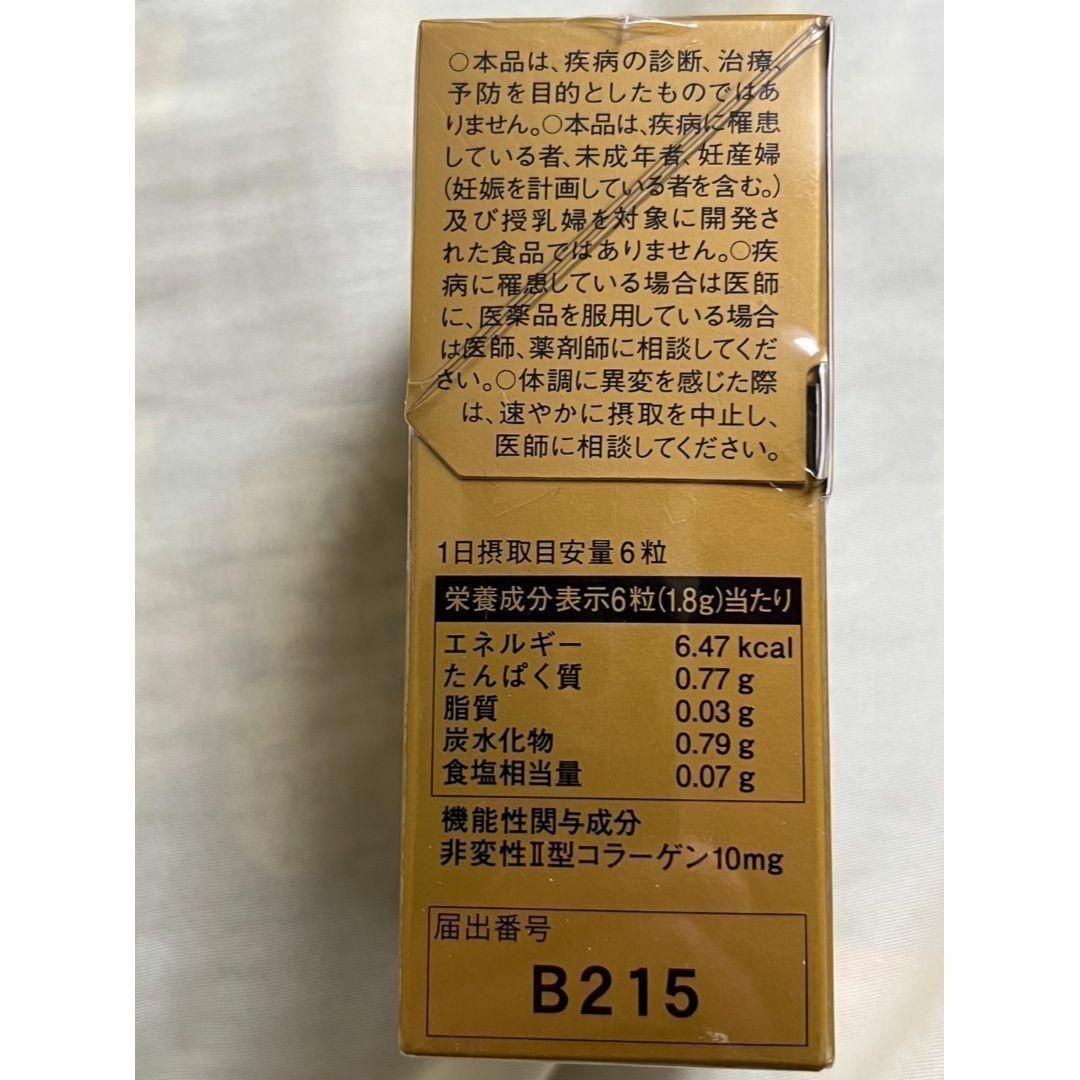 ○本品は、疾病の診断、治療、
予防を目的としたものではあ
りません。○本品は、疾病に罹患
している者、未成年者、妊産婦
(妊娠を計画している者を含む。)
及び授乳婦を対象に開発さ
れた食品ではありません。○疾
病に罹患している場合は医師
に、医薬品を服用している場合
は医師、薬剤師に相談してくだ
さい。○体調に異変を感じた際
は、速やかに摂取を中止し、
医師に相談してください。
1日摂取目安量6粒
栄養成分表示6粒(1.8g)当たり
エネルギー 6.47 kcal
たんぱく質 0.77 g
脂質 0.03 g
炭水化物 0.79 g
食塩相当量 0.07 g
機能性関与成分
非変性Ⅱ型コラーゲン10mg
届出番号
B215